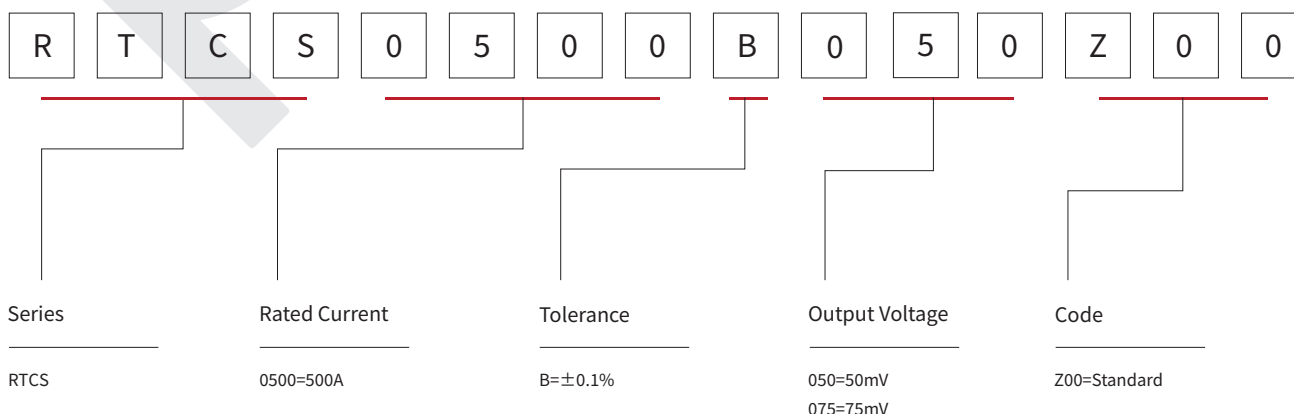 R T C S 0 5 0 0 B 0 5 0 Z 0 0
Series Rated Current Tolerance Output Voltage Code
RTCS 0500=500A B=±0.1% 050=50mV Z00=Standard
075=75mV